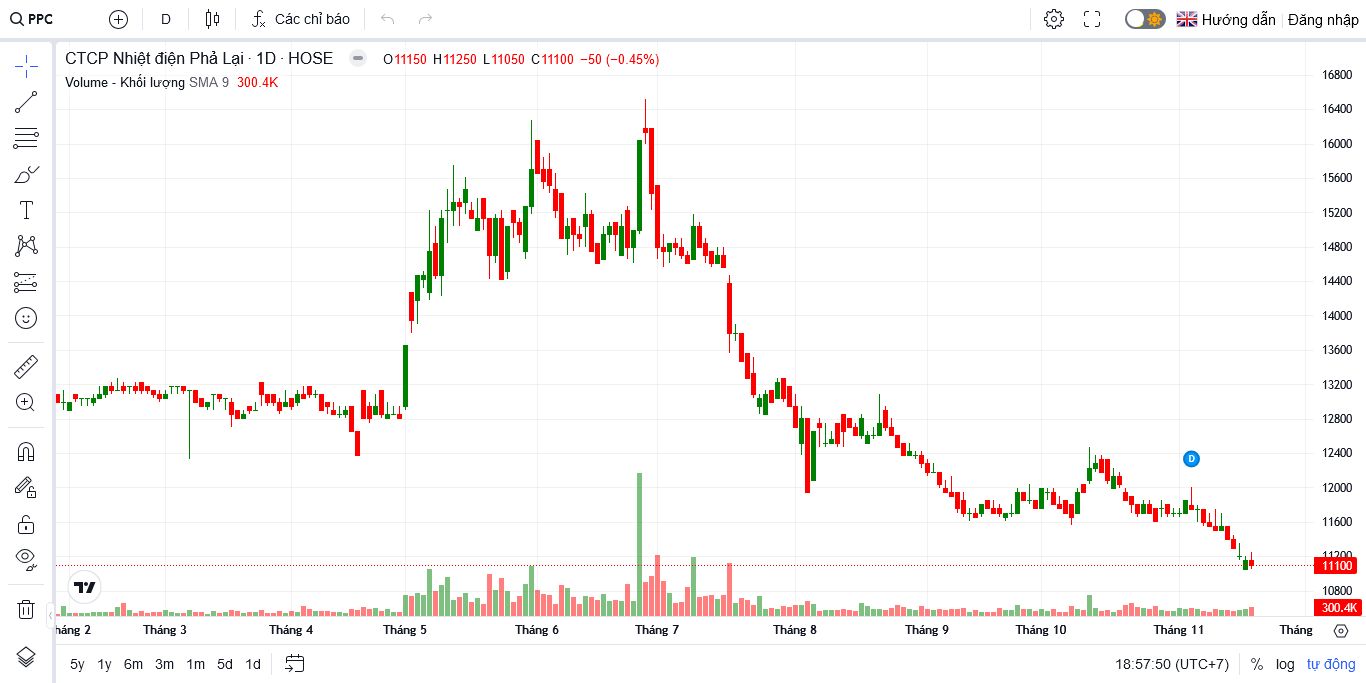 PPC D Các chỉ báo Hướng dẫn Đăng nhập
CTCP Nhiệt điện Phả Lại · 1D · HOSE O11150 H11250 L11050 C11100 −50 (−0.45%)
Volume - Khối lượng SMA 9 300.4K
16800
16400
16000
15600
15200
14800
14400
14000
13600
13200
12800
12400
D
12000
11600
11200
11100
10800
300.4K
háng 2 Tháng 3 Tháng 4 Tháng 5 Tháng 6 Tháng 7 Tháng 8 Tháng 9 Tháng 10 Tháng 11 Tháng
5y 1y 6m 3m 1m 5d 1d 18:57:50 (UTC+7) % log tự động